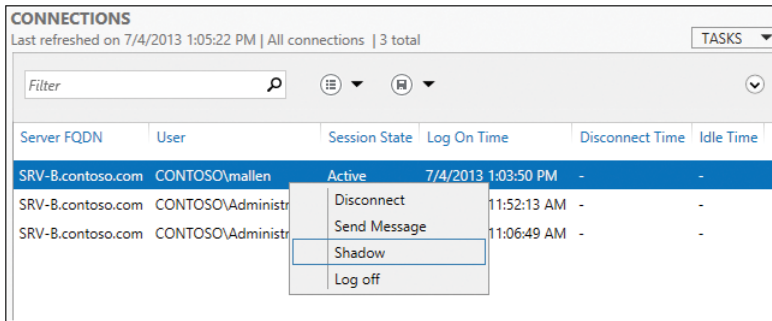 CONNECTIONS
Last refreshed on 7/4/2013 1:05:22 PM | All connections | 3 total
TASKS
Filter
Server FQDN User Session State Log On Time Disconnect Time Idle Time
SRV-B.contoso.com CONTOSO\mallen Active 7/4/2013 1:03:50 PM - -
SRV-B.contoso.com CONTOSO\Administr 11:52:13 AM - -
SRV-B.contoso.com CONTOSO\Administr 11:06:49 AM - -
Disconnect
Send Message
Shadow
Log off